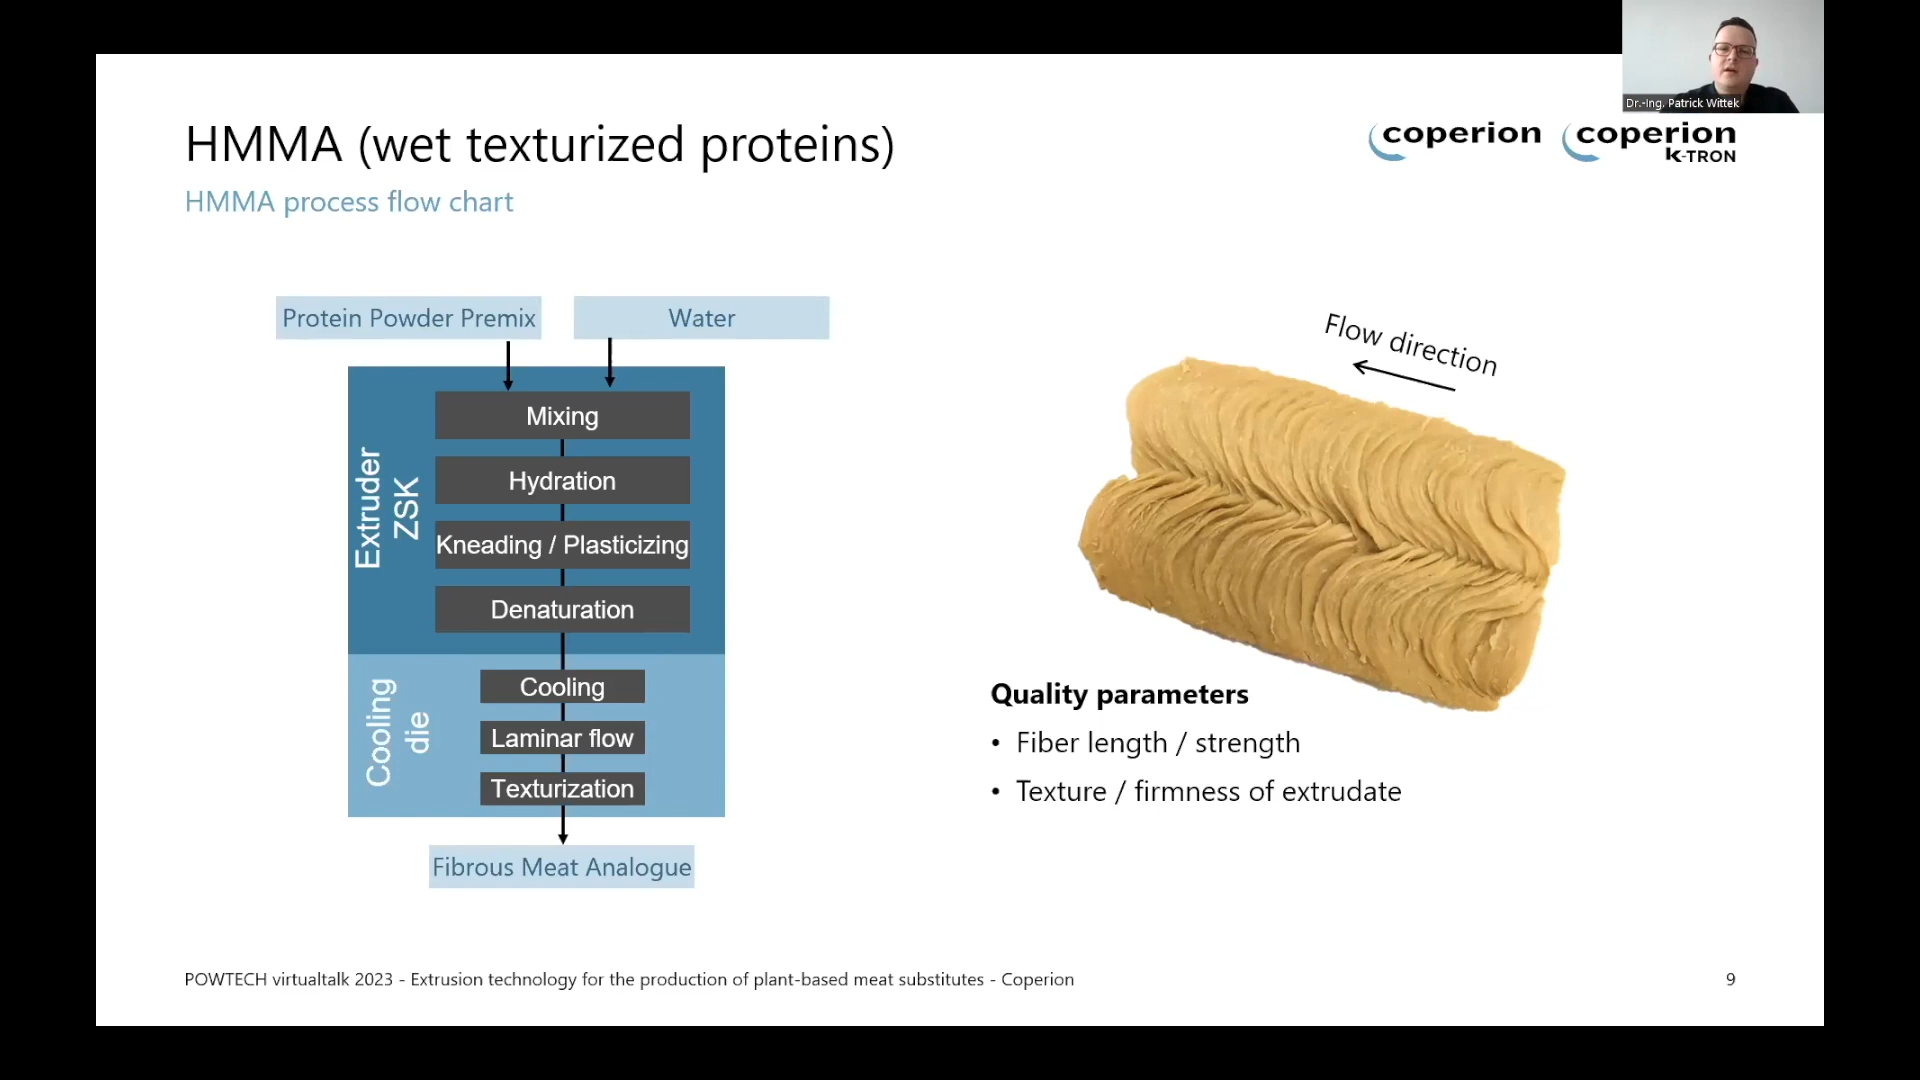 Dr.-Ing. Patrick Wittek
HMMA (wet texturized proteins)
coperion
coperion
K-TRON
HMMA process flow chart
Protein Powder Premix
Water
Extruder
ZSK
Mixing
Hydration
Kneading / Plasticizing
Denaturation
Cooling
die
Cooling
Laminar flow
Texturization
Fibrous Meat Analogue
Flow direction
Quality parameters
• Fiber length / strength
• Texture / firmness of extrudate
POWTECH virtualtalk 2023 - Extrusion technology for the production of plant-based meat substitutes - Coperion
9